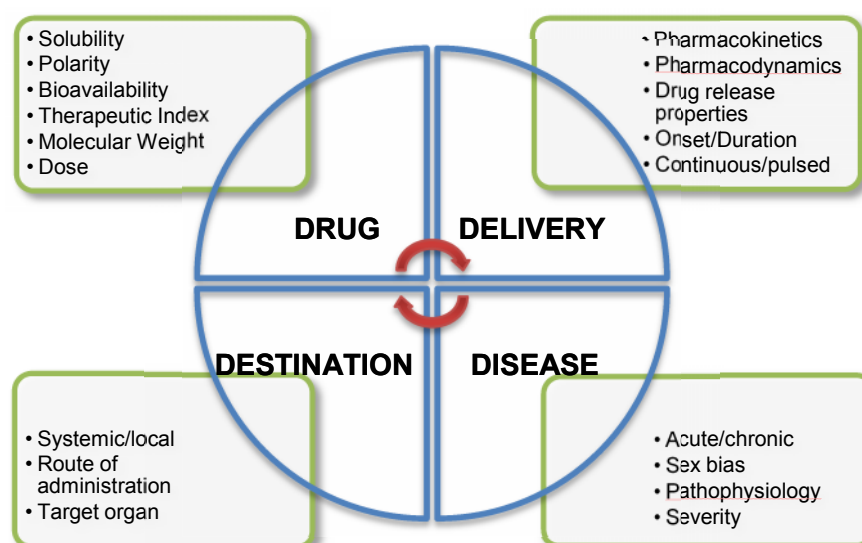 • Solubility
• Polarity
• Bioavailability
• Therapeutic Index
• Molecular Weight
• Dose
• Pharmacokinetics
• Pharmacodynamics
• Drug release
properties
• Onset/Duration
• Continuous/pulsed
DRUG
DELIVERY
DESTINATION
DISEASE
• Systemic/local
• Route of
administration
• Target organ
• Acute/chronic
• Sex bias
• Pathophysiology
• Severity